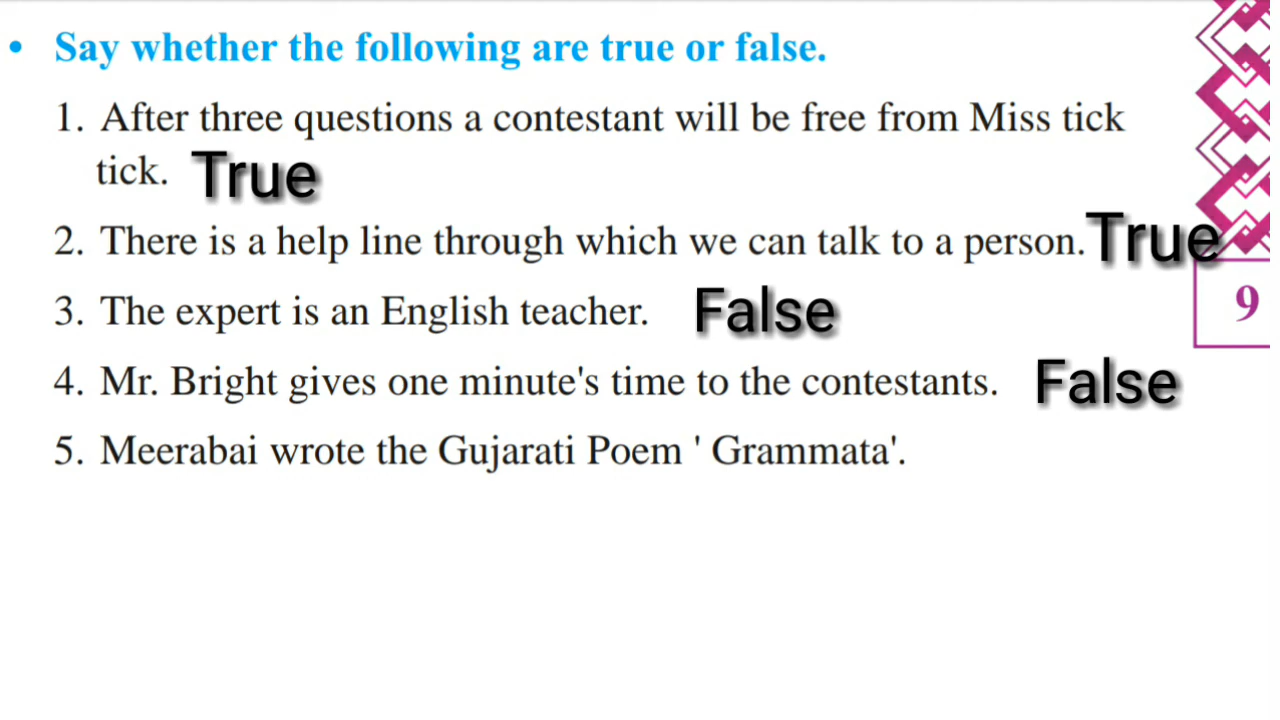 • Say whether the following are true or false.
1. After three questions a contestant will be free from Miss tick
tick. True
2. There is a help line through which we can talk to a person. True
3. The expert is an English teacher. False
9
4. Mr. Bright gives one minute's time to the contestants. False
5. Meerabai wrote the Gujarati Poem ' Grammata'.